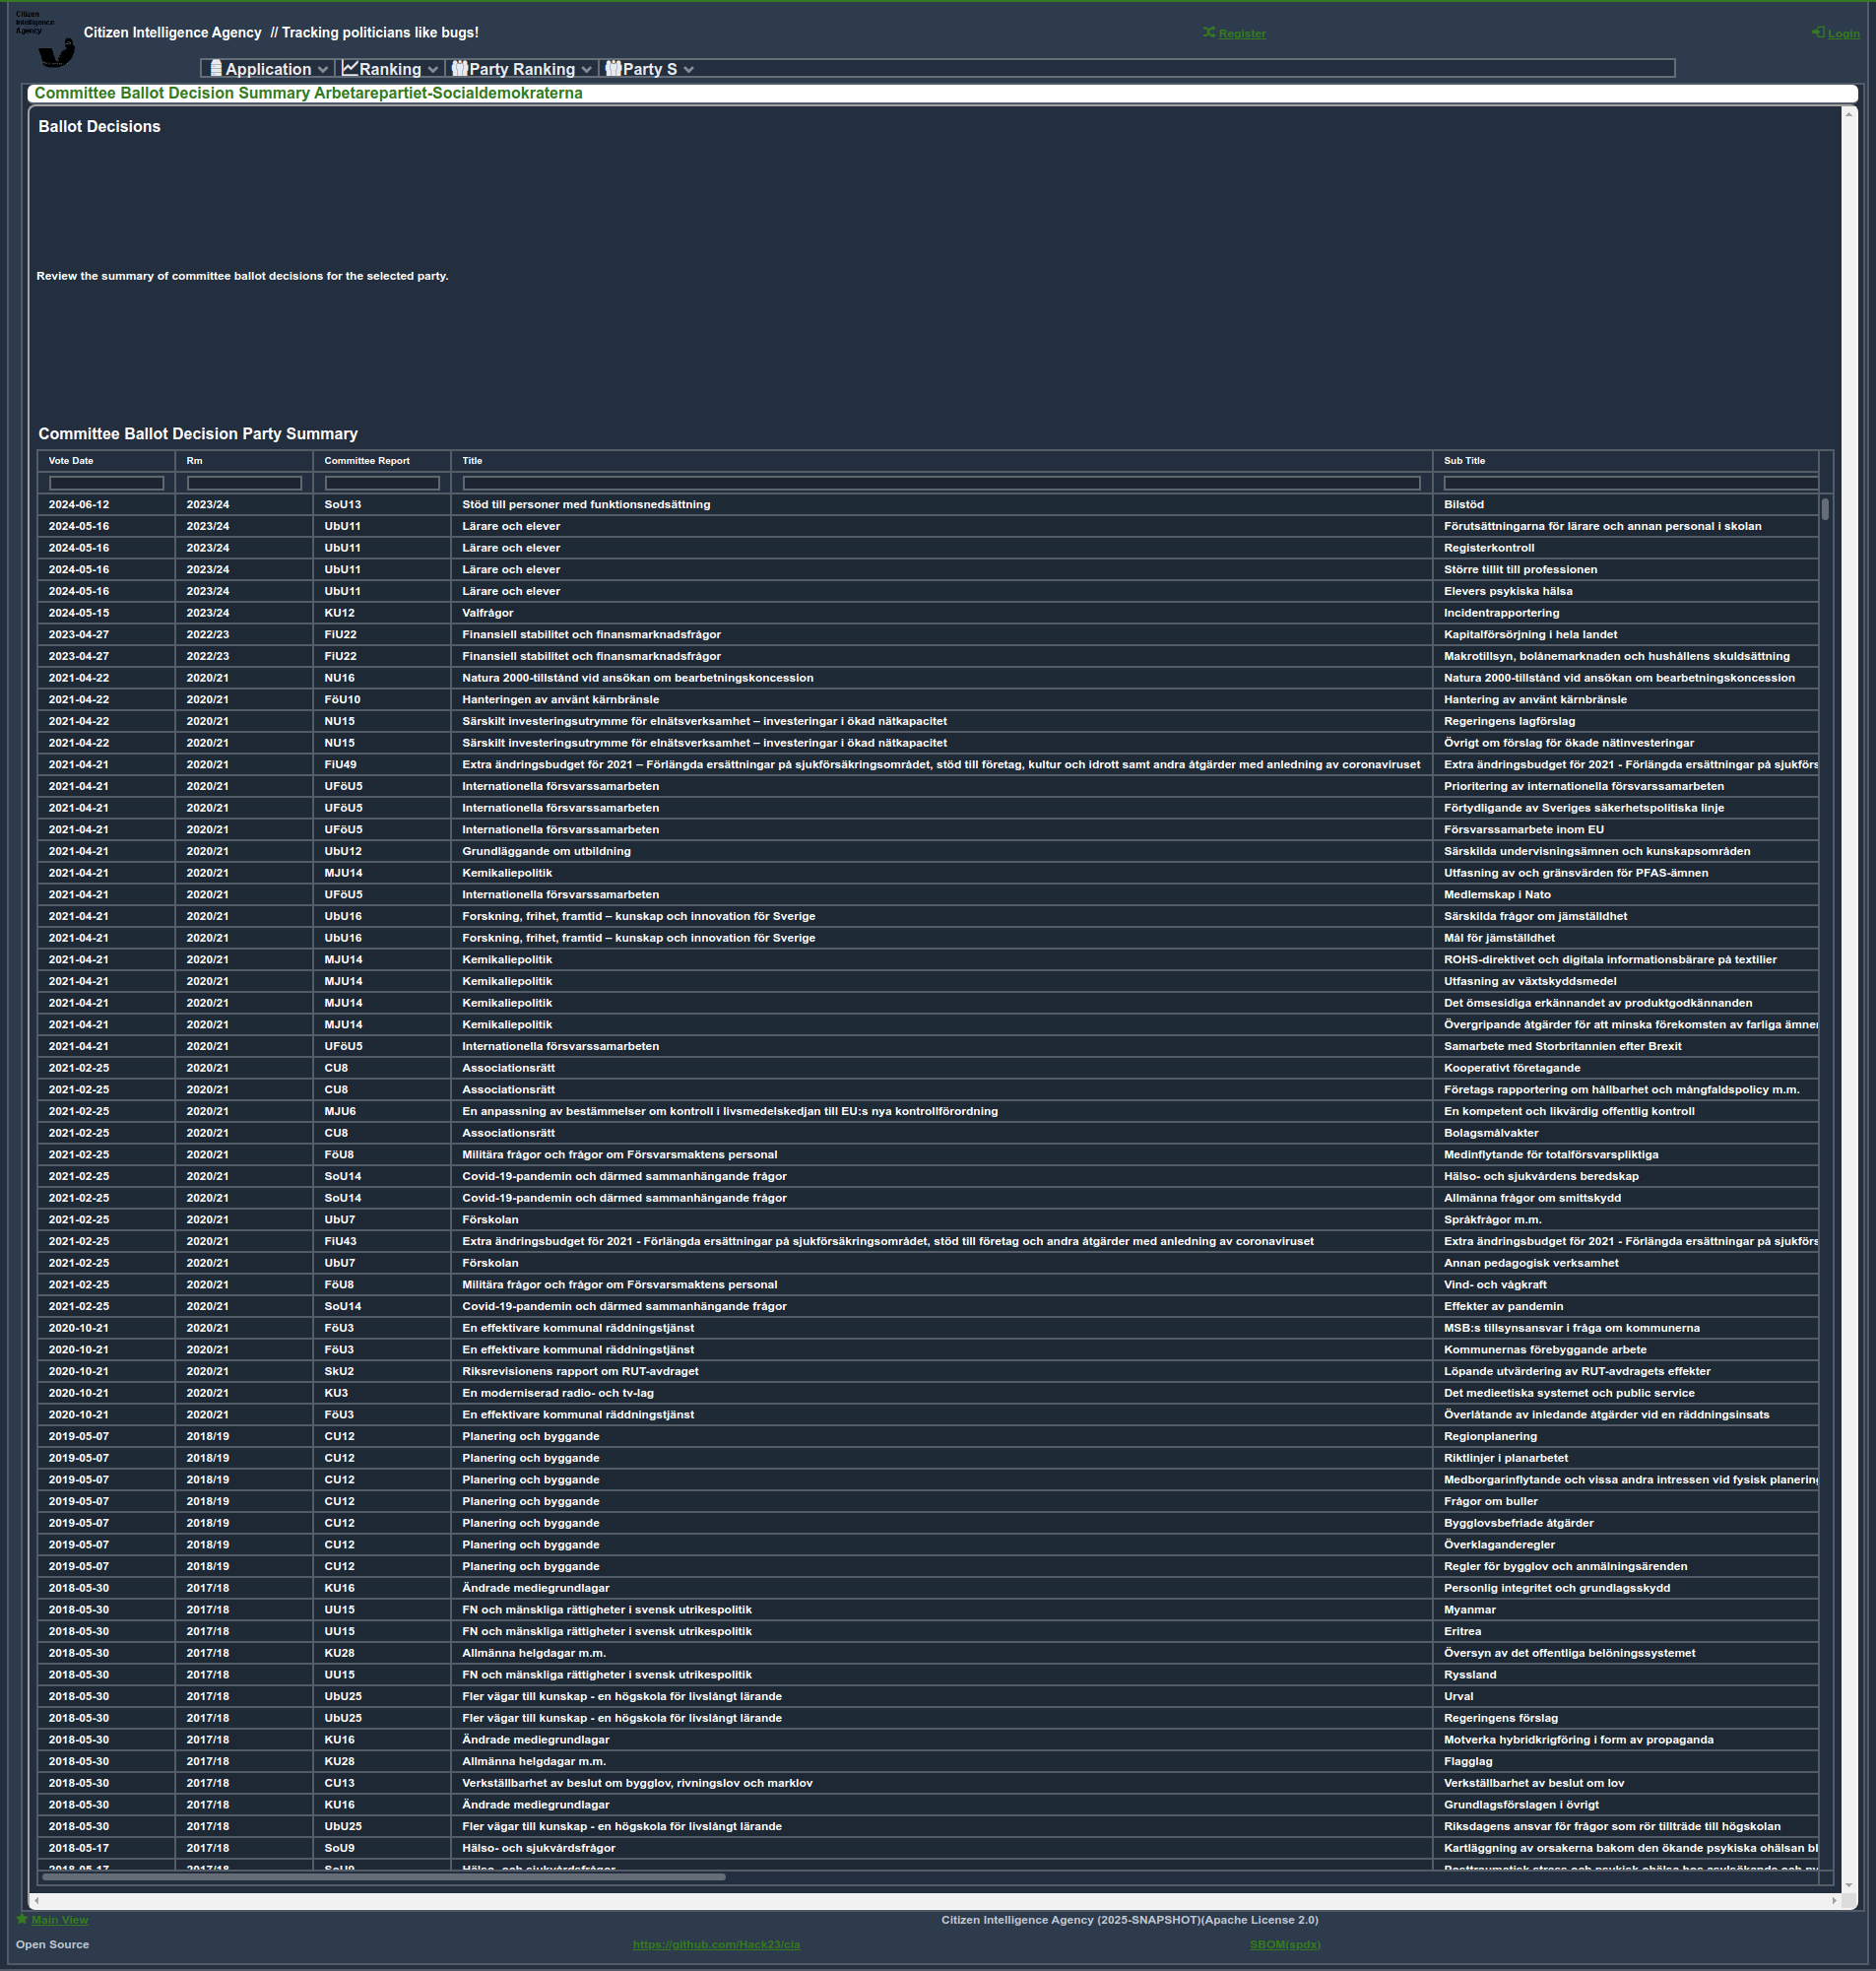 Citizen
Intelligence
Agency
Citizen Intelligence Agency // Tracking politicians like bugs!
Register
Login
Application Ranking Party Ranking Party S
Committee Ballot Decision Summary Arbetarepartiet-Socialdemokraterna
Ballot Decisions
Review the summary of committee ballot decisions for the selected party.
Committee Ballot Decision Party Summary
Vote Date Rm Committee Report Title Sub Title
2024-06-12 2023/24 SoU13 Stöd till personer med funktionsnedsättning Bilstöd
2024-05-16 2023/24 UbU11 Lärare och elever Förutsättningarna för lärare och annan personal i skolan
2024-05-16 2023/24 UbU11 Lärare och elever Registerkontroll
2024-05-16 2023/24 UbU11 Lärare och elever Större tillit till professionen
2024-05-16 2023/24 UbU11 Lärare och elever Elevers psykiska hälsa
2024-05-15 2023/24 KU12 Valfrågor Incidentrapportering
2023-04-27 2022/23 FiU22 Finansiell stabilitet och finansmarknadsfrågor Kapitalförsörjning i hela landet
2023-04-27 2022/23 FiU22 Finansiell stabilitet och finansmarknadsfrågor Makrotillsyn, bolånemarknaden och hushållens skuldsättning
2021-04-22 2020/21 NU16 Natura 2000-tillstånd vid ansökan om bearbetningskoncession Natura 2000-tillstånd vid ansökan om bearbetningskoncession
2021-04-22 2020/21 FöU10 Hanteringen av använt kärnbränsle Hantering av använt kärnbränsle
2021-04-22 2020/21 NU15 Särskilt investeringsutrymme för elnätsverksamhet – investeringar i ökad nätkapacitet Regeringens lagförslag
2021-04-22 2020/21 NU15 Särskilt investeringsutrymme för elnätsverksamhet – investeringar i ökad nätkapacitet Övrigt om förslag för ökade nätinvesteringar
2021-04-21 2020/21 FiU49 Extra ändringsbudget för 2021 – Förlängda ersättningar på sjukförsäkringsområdet, stöd till företag, kultur och idrott samt andra åtgärder med anledning av coronaviruset Extra ändringsbudget för 2021 - Förlängda ersättningar på sjukförs
2021-04-21 2020/21 UFöU5 Internationella försvarssamarbeten Prioritering av internationella försvarssamarbeten
2021-04-21 2020/21 UFöU5 Internationella försvarssamarbeten Förtydligande av Sveriges säkerhetspolitiska linje
2021-04-21 2020/21 UFöU5 Internationella försvarssamarbeten Försvarssamarbete inom EU
2021-04-21 2020/21 UbU12 Grundläggande om utbildning Särskilda undervisningsämnen och kunskapsområden
2021-04-21 2020/21 MJU14 Kemikaliepolitik Utfasning av och gränsvärden för PFAS-ämnen
2021-04-21 2020/21 UFöU5 Internationella försvarssamarbeten Medlemskap i Nato
2021-04-21 2020/21 UbU16 Forskning, frihet, framtid – kunskap och innovation för Sverige Särskilda frågor om jämställdhet
2021-04-21 2020/21 UbU16 Forskning, frihet, framtid – kunskap och innovation för Sverige Mål för jämställdhet
2021-04-21 2020/21 MJU14 Kemikaliepolitik ROHS-direktivet och digitala informationsbärare på textilier
2021-04-21 2020/21 MJU14 Kemikaliepolitik Utfasning av växtskyddsmedel
2021-04-21 2020/21 MJU14 Kemikaliepolitik Det ömsesidiga erkännandet av produktgodkännanden
2021-04-21 2020/21 MJU14 Kemikaliepolitik Övergripande åtgärder för att minska förekomsten av farliga ämnen
2021-04-21 2020/21 UFöU5 Internationella försvarssamarbeten Samarbete med Storbritannien efter Brexit
2021-02-25 2020/21 CU8 Associationsrätt Kooperativt företagande
2021-02-25 2020/21 CU8 Associationsrätt Företags rapportering om hållbarhet och mångfaldspolicy m.m.
2021-02-25 2020/21 MJU6 En anpassning av bestämmelser om kontroll i livsmedelskedjan till EU:s nya kontrollförordning En kompetent och likvärdig offentlig kontroll
2021-02-25 2020/21 CU8 Associationsrätt Bolagsmålvakter
2021-02-25 2020/21 FöU8 Militära frågor och frågor om Försvarsmaktens personal Medinflytande för totalförsvarspliktiga
2021-02-25 2020/21 SoU14 Covid-19-pandemin och därmed sammanhängande frågor Hälso- och sjukvårdens beredskap
2021-02-25 2020/21 SoU14 Covid-19-pandemin och därmed sammanhängande frågor Allmänna frågor om smittskydd
2021-02-25 2020/21 UbU7 Förskolan Språkfrågor m.m.
2021-02-25 2020/21 FiU43 Extra ändringsbudget för 2021 - Förlängda ersättningar på sjukförsäkringsområdet, stöd till företag och andra åtgärder med anledning av coronaviruset Extra ändringsbudget för 2021 - Förlängda ersättningar på sjukförs
2021-02-25 2020/21 UbU7 Förskolan Annan pedagogisk verksamhet
2021-02-25 2020/21 FöU8 Militära frågor och frågor om Försvarsmaktens personal Vind- och vågkraft
2021-02-25 2020/21 SoU14 Covid-19-pandemin och därmed sammanhängande frågor Effekter av pandemin
2020-10-21 2020/21 FöU3 En effektivare kommunal räddningstjänst MSB:s tillsynsansvar i fråga om kommunerna
2020-10-21 2020/21 FöU3 En effektivare kommunal räddningstjänst Kommunernas förebyggande arbete
2020-10-21 2020/21 SkU2 Riksrevisionens rapport om RUT-avdraget Löpande utvärdering av RUT-avdragets effekter
2020-10-21 2020/21 KU3 En moderniserad radio- och tv-lag Det medieetiska systemet och public service
2020-10-21 2020/21 FöU3 En effektivare kommunal räddningstjänst Överlåtande av inledande åtgärder vid en räddningsinsats
2019-05-07 2018/19 CU12 Planering och byggande Regionplanering
2019-05-07 2018/19 CU12 Planering och byggande Riktlinjer i planarbetet
2019-05-07 2018/19 CU12 Planering och byggande Medborgarinflytande och vissa andra intressen vid fysisk planering
2019-05-07 2018/19 CU12 Planering och byggande Frågor om buller
2019-05-07 2018/19 CU12 Planering och byggande Bygglovsbefriade åtgärder
2019-05-07 2018/19 CU12 Planering och byggande Överklaganderegler
2019-05-07 2018/19 CU12 Planering och byggande Regler för bygglov och anmälningsärenden
2018-05-30 2017/18 KU16 Ändrade mediegrundlagar Personlig integritet och grundlagsskydd
2018-05-30 2017/18 UU15 FN och mänskliga rättigheter i svensk utrikespolitik Myanmar
2018-05-30 2017/18 UU15 FN och mänskliga rättigheter i svensk utrikespolitik Eritrea
2018-05-30 2017/18 KU28 Allmänna helgdagar m.m. Översyn av det offentliga belöningssystemet
2018-05-30 2017/18 UU15 FN och mänskliga rättigheter i svensk utrikespolitik Ryssland
2018-05-30 2017/18 UbU25 Fler vägar till kunskap - en högskola för livslångt lärande Urval
2018-05-30 2017/18 UbU25 Fler vägar till kunskap - en högskola för livslångt lärande Regeringens förslag
2018-05-30 2017/18 KU16 Ändrade mediegrundlagar Motverka hybridkrigföring i form av propaganda
2018-05-30 2017/18 KU28 Allmänna helgdagar m.m. Flagglag
2018-05-30 2017/18 CU13 Verkställbarhet av beslut om bygglov, rivningslov och marklov Verkställbarhet av beslut om lov
2018-05-30 2017/18 KU16 Ändrade mediegrundlagar Grundlagsförslagen i övrigt
2018-05-30 2017/18 UbU25 Fler vägar till kunskap - en högskola för livslångt lärande Riksdagens ansvar för frågor som rör tillträde till högskolan
2018-05-17 2017/18 SoU9 Hälso- och sjukvårdsfrågor Kartläggning av orsakerna bakom den ökande psykiska ohälsan bl
2018-05-17 2017/18 SoU9 Hälso- och sjukvårdsfrågor Posttraumatisk stress och psykisk ohälsa hos asylsökande och ny
Main View
Citizen Intelligence Agency (2025-SNAPSHOT)(Apache License 2.0)
Open Source
https://github.com/Hack23/cia
SBOM(spdx)